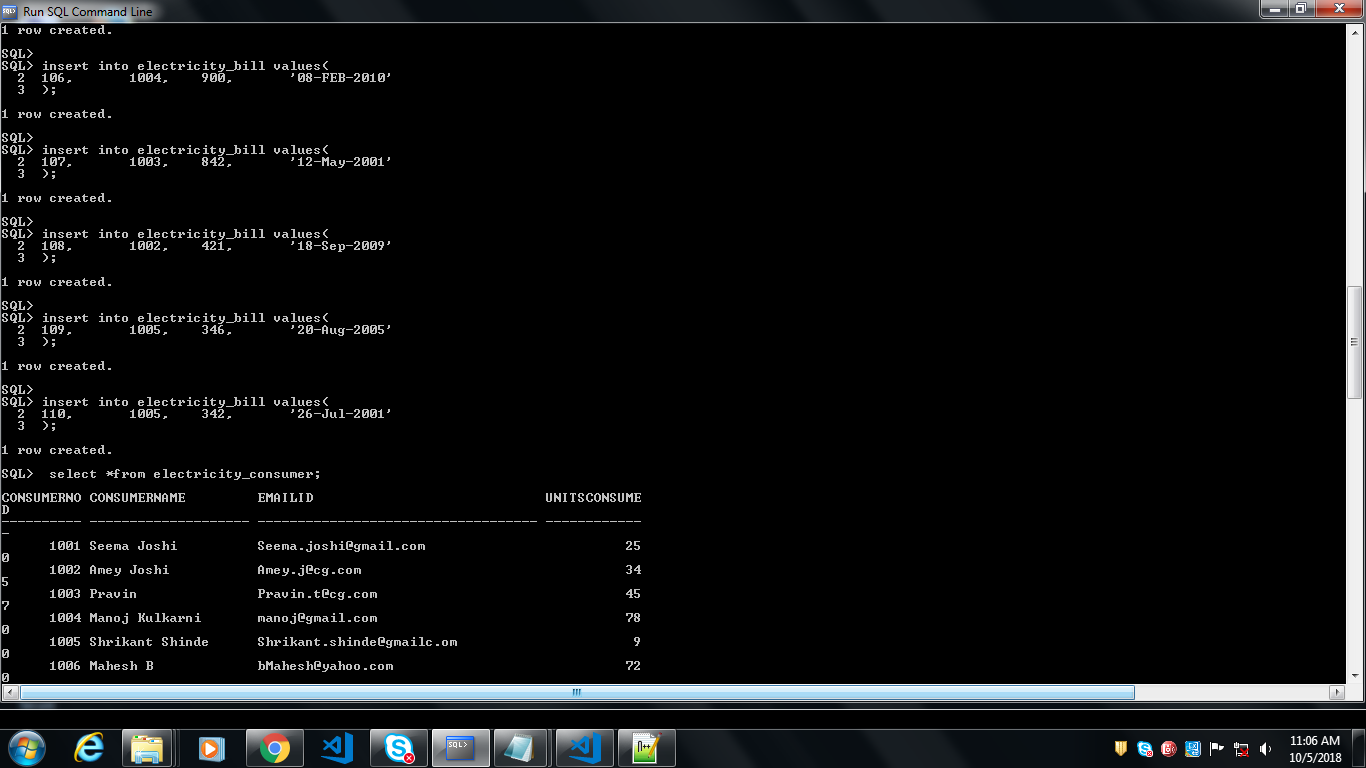 Run SQL Command Line
1 row created.
SQL>
SQL> insert into electricity_bill values(
2 106, 1004, 900, '08-FEB-2010'
3 );
1 row created.
SQL>
SQL> insert into electricity_bill values(
2 107, 1003, 842, '12-May-2001'
3 );
1 row created.
SQL>
SQL> insert into electricity_bill values(
2 108, 1002, 421, '18-Sep-2009'
3 );
1 row created.
SQL>
SQL> insert into electricity_bill values(
2 109, 1005, 346, '20-Aug-2005'
3 );
1 row created.
SQL>
SQL> insert into electricity_bill values(
2 110, 1005, 342, '26-Jul-2001'
3 );
1 row created.
SQL> select *from electricity_consumer;
CONSUMERNO CONSUMERNAME EMAILID UNITSCONSUME
D
---------- -------------------- ----------------------------------- ------------
-
1001 Seema Joshi Seema.joshi@gmail.com 25
0
1002 Amey Joshi Amey.j@cg.com 34
5
1003 Pravin Pravin.t@cg.com 45
7
1004 Manoj Kulkarni manoj@gmail.com 78
0
1005 Shrikant Shinde Shrikant.shinde@gmailc.om 9
0
1006 Mahesh B bMahesh@yahoo.com 72
0
SQL>
11:06 AM
10/5/2018